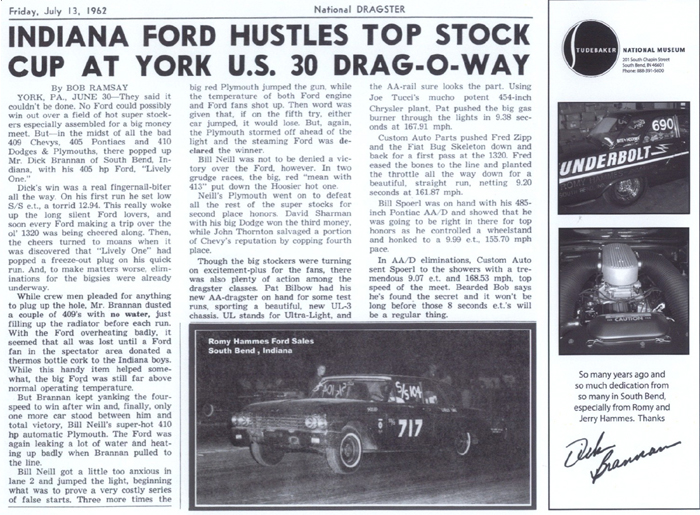 Friday, July 13, 1962
National DRAGSTER
INDIANA FORD HUSTLES TOP STOCK
CUP AT YORK U.S. 30 DRAG-O-WAY
By BOB RAMSAY
YORK, PA., JUNE 30—They said it
couldn't be done. No Ford could possibly
win out over a field of hot super stock-
ers especially assembled for a big money
meet. But—in the midst of all the bad
409 Chevys, 405 Pontiacs and 410
Dodges & Plymouths, there popped up
Mr. Dick Brannan of South Bend, In-
diana, with his 405 hp Ford, "Lively
One."
Dick's win was a real fingernail-biter
all the way. On his first run he set low
S/S e.t., a torrid 12.94. This really woke
up the long silent Ford lovers, and
soon every Ford making a trip over the
ol' 1320 was being cheered along. Then,
the cheers turned to moans when it
was discovered that "Lively One" had
popped a freeze-out plug on his quick
run. And, to make matters worse, elim-
inations for the bigsies were already
underway.
While crew men pleaded for anything
to plug up the hole, Mr. Brannan dusted
a couple of 409's with no water, just
filling up the radiator before each run.
With the Ford overheating badly, it
seemed that all was lost until a Ford
fan in the spectator area donated a
thermos bottle cork to the Indiana boys.
While this handy item helped some-
what, the big Ford was still far above
normal operating temperature.
But Brannan kept yanking the four-
speed to win after win and, finally, only
one more car stood between him and
total victory, Bill Neill's super-hot 410
hp automatic Plymouth. The Ford was
again leaking a lot of water and heat-
ing up badly when Brannan pulled to
the line.
Bill Neill got a little too anxious in
lane 2 and jumped the light, beginning
what was to prove a very costly series
of false starts. Three more times the
big red Plymouth jumped the gun, while
the temperature of both Ford engine
and Ford fans shot up. Then word was
given that, if on the fifth try, either
car jumped, it would lose. But, again,
the Plymouth stormed off ahead of the
light and the steaming Ford was de-
clared the winner.
Bill Neill was not to be denied a vic-
tory over the Ford, however. In two
grudge races, the big, red "mean with
413" put down the Hoosier hot one.
Neill's Plymouth went on to defeat
all the rest of the super stocks for
second place honors. David Sharman
with his big Dodge won the third money,
while John Thornton salvaged a portion
of Chevy's reputation by copping fourth
place.
Though the big stockers were turning
on excitement-plus for the fans, there
was also plenty of action among the
dragster classes. Pat Bilbow had his
new AA-dragster on hand for some test
runs, sporting a beautiful, new UL-3
chassis. UL stands for Ultra-Light, and
the AA-rail sure looks the part. Using
Joe Tucci's mucho potent 454-inch
Chrysler plant, Pat pushed the big gas
burner through the lights in 9.38 sec-
onds at 167.91 mph.
Custom Auto Parts pushed Fred Zipp
and the Fiat Bug Skeleton down and
back for a first pass at the 1320. Fred
eased the bones to the line and planted
the throttle all the way down for a
beautiful, straight run, netting 9.20
seconds at 161.87 mph.
Bill Spoerl was on hand with his 485-
inch Pontiac AA/D and showed that he
was going to be right in there for top
honors as he controlled a wheelstand
and honked to a 9.99 e.t., 155.70 mph
pace.
In AA/D eliminations, Custom Auto
sent Spoerl to the showers with a tre-
mendous 9.07 e.t. and 168.53 mph, top
speed of the meet. Bearded Bob says
he's found the secret and it won't be
long before those 8 seconds e.t.'s will
be a regular thing.
Romy Hammes Ford Sales
South Bend , Indiana
S/S 104
717
STUDEBAKER
NATIONAL MUSEUM
201 South Chapin Street
South Bend, IN 46601
Phone: 888-391-5600
690
UNDERBOLT
ROMY
CAUTION
So many years ago and
so much dedication from
so many in South Bend,
especially from Romy and
Jerry Hammes. Thanks
Dick
Brannan